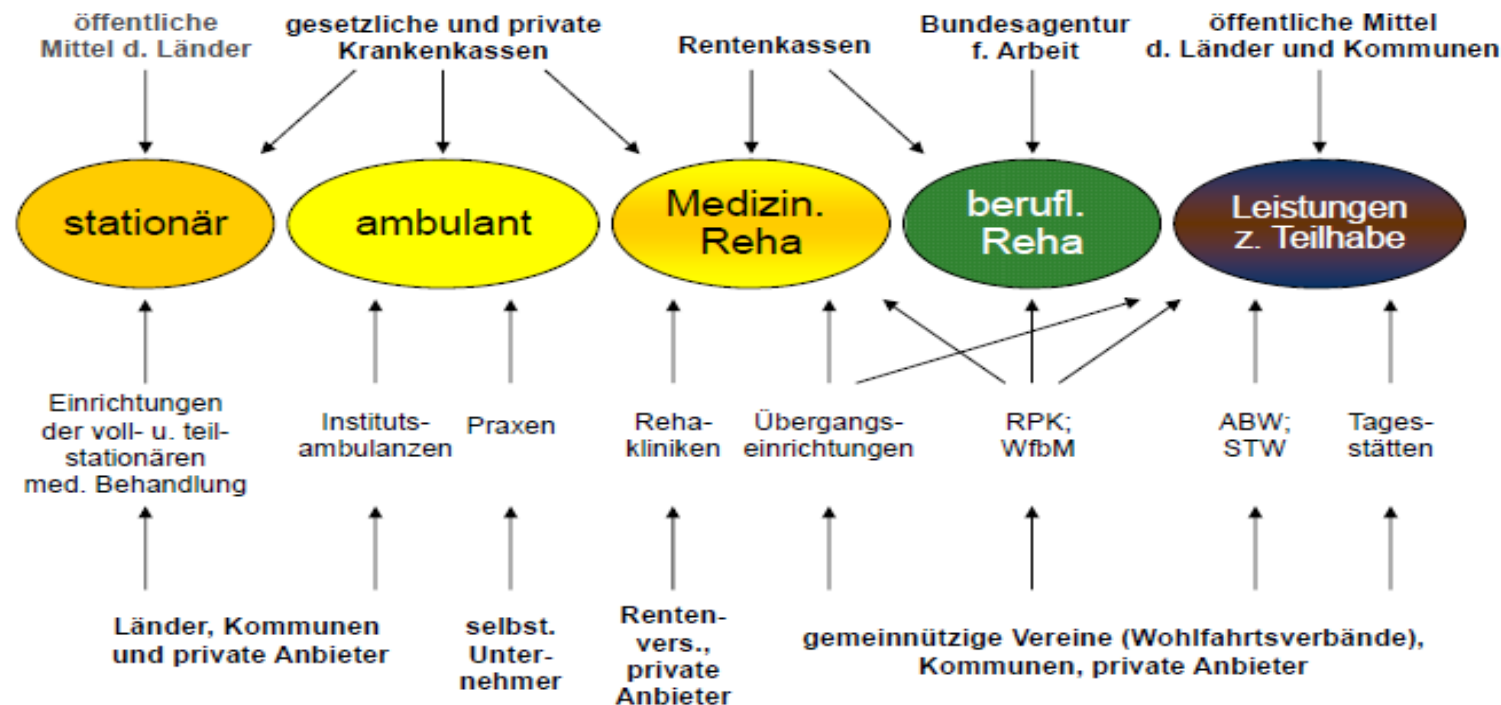 öffentliche
Mittel d. Länder
gesetzliche und private
Krankenkassen
Rentenkassen
Bundesagentur
f. Arbeit
öffentliche Mittel
d. Länder und Kommunen
stationär
ambulant
Medizin.
Reha
berufl.
Reha
Leistungen
z. Teilhabe
Einrichtungen
der voll- u. teil-
stationären
med. Behandlung
Instituts-
ambulanzen
Praxen
Reha-
kliniken
Übergangs-
einrichtungen
RPK;
WfbM
ABW;
STW
Tages-
stätten
Länder, Kommunen
und private Anbieter
selbst.
Unter-
nehmer
Renten-
vers.,
private
Anbieter
gemeinnützige Vereine (Wohlfahrtsverbände),
Kommunen, private Anbieter